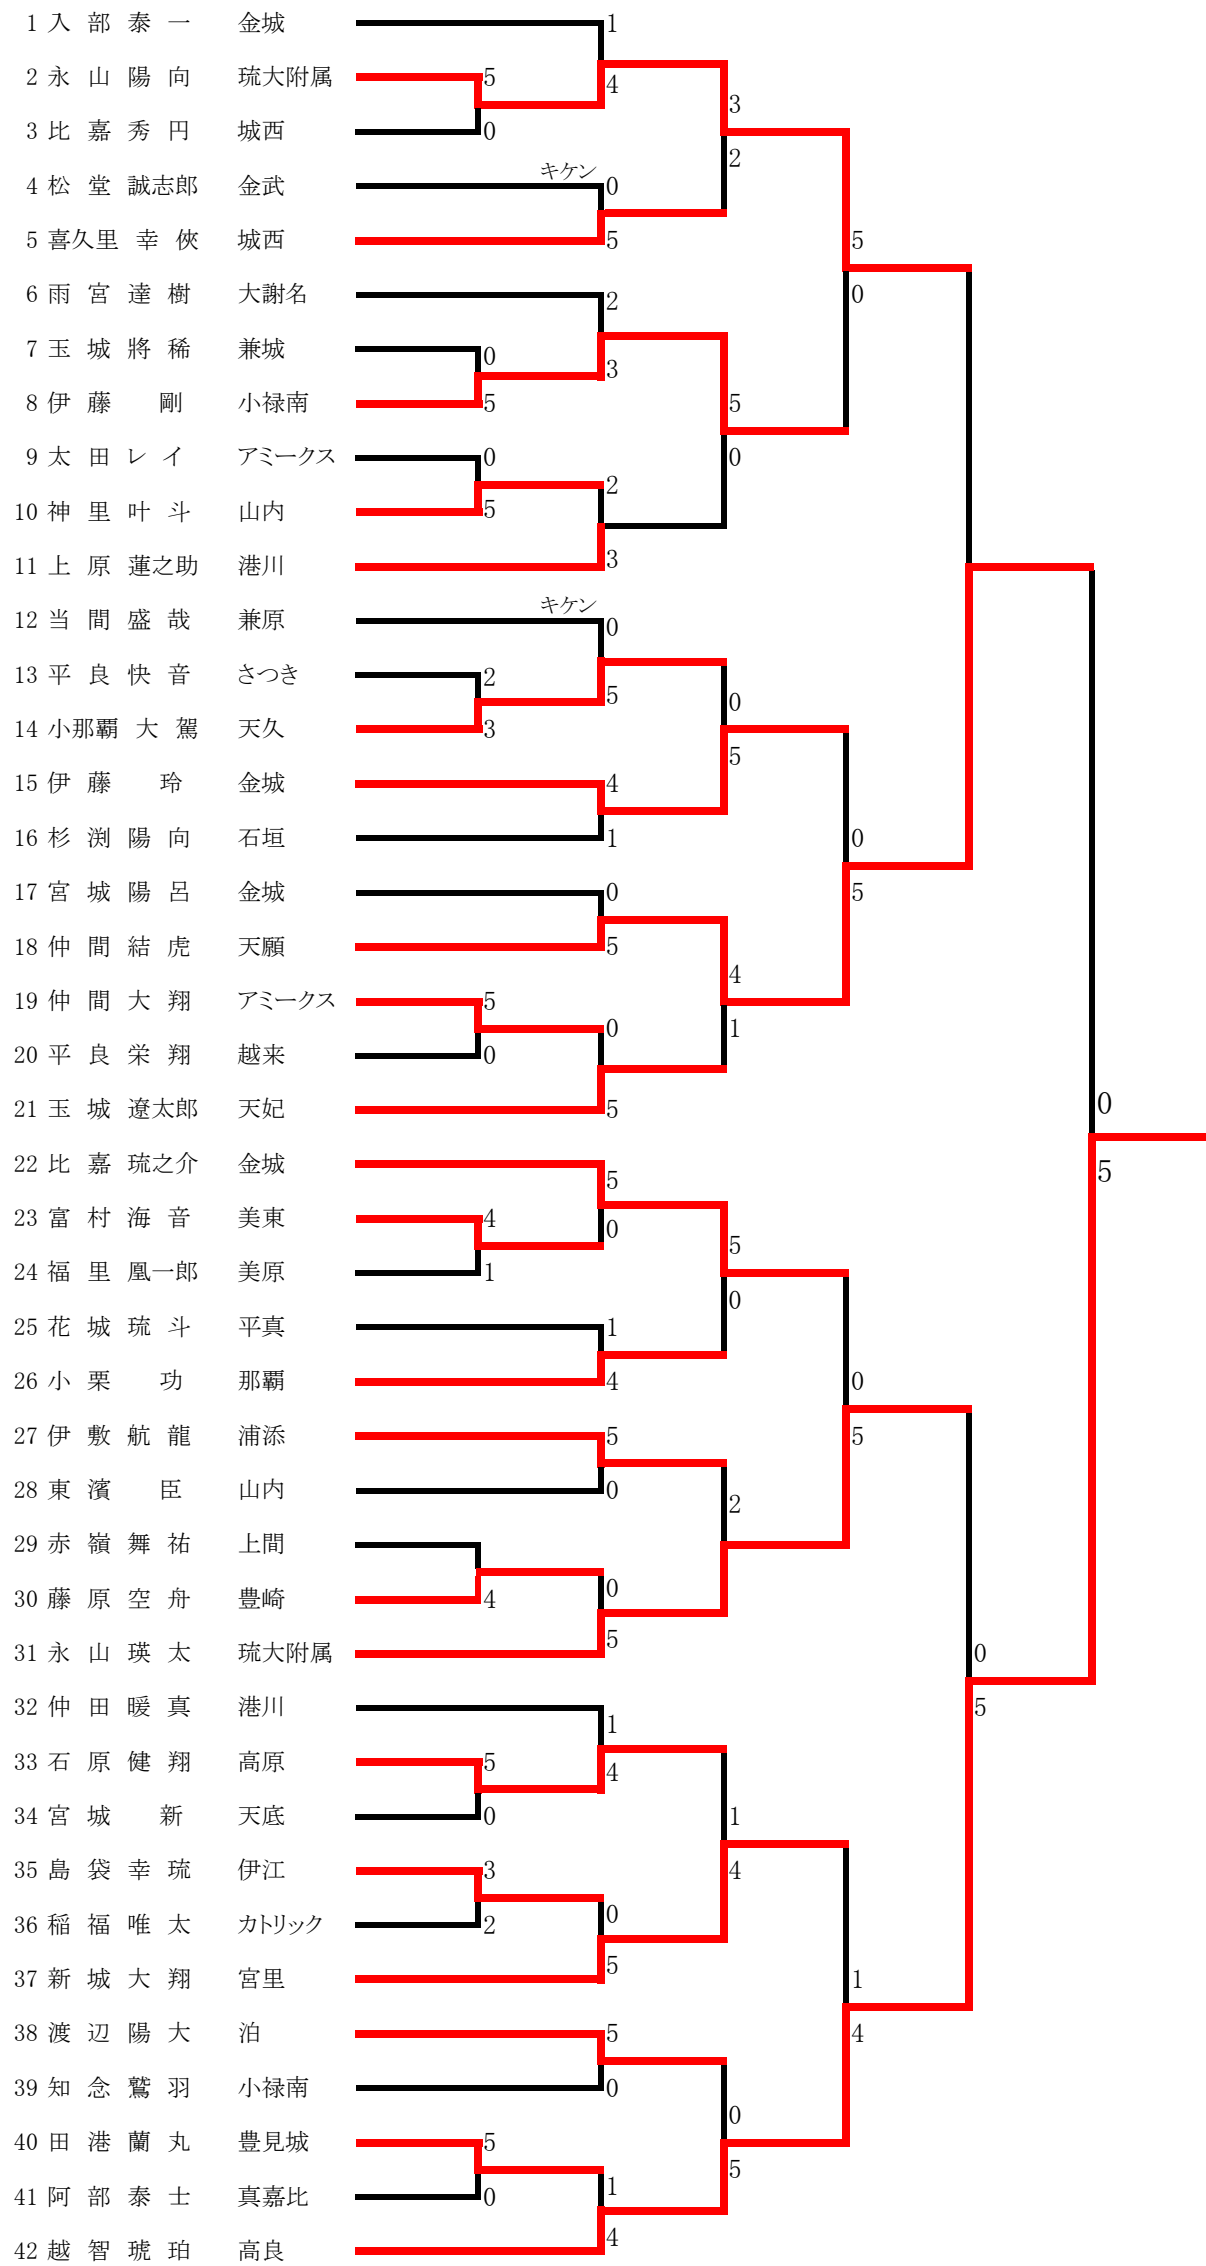 1 入部泰一 金城 1
2 永山陽向 琉大附属 5 4
3
3 比嘉秀円 城西 0
2
キケン
4 松堂誠志郎 金武 0
5 喜久里幸俠 城西 5 5
6 雨宮達樹 大謝名 2 0
7 玉城將稀 兼城 0
3
8 伊藤剛 小禄南 5 5
9 太田レイ アミークス 0 0
2
10 神里叶斗 山内 5
11 上原蓮之助 港川 3
キケン
12 当間盛哉 兼原 0
13 平良快音 さつき 2
5
14 小那覇大駕 天久 3 0
5
15 伊藤玲 金城 4
16 杉渕陽向 石垣 1 0
17 宮城陽呂 金城 0 5
18 仲間結虎 天願 5
4
19 仲間大翔 アミークス 5
0 1
20 平良栄翔 越来 0
21 玉城遼太郎 天妃 5 0
22 比嘉琉之介 金城 5 5
23 富村海音 美東 4 0
5
24 福里凰一郎 美原 1
0
25 花城琉斗 平真 1
26 小栗功 那覇 4 0
27 伊敷航龍 浦添 5 5
28 東濱臣 山内 0 2
29 赤嶺舞祐 上間
0
30 藤原空舟 豊崎 4
5
31 永山瑛太 琉大附属 0
32 仲田暖真 港川 1 5
33 石原健翔 高原 5 4
34 宮城新 天底 0 1
35 島袋幸琉 伊江 3 4
0
36 稲福唯太 カトリック 2
5
37 新城大翔 宮里 1
38 渡辺陽大 泊 5 4
39 知念鷲羽 小禄南 0
0
40 田港蘭丸 豊見城 5
5
41 阿部泰士 真嘉比 0 1
42 越智琥珀 高良 4